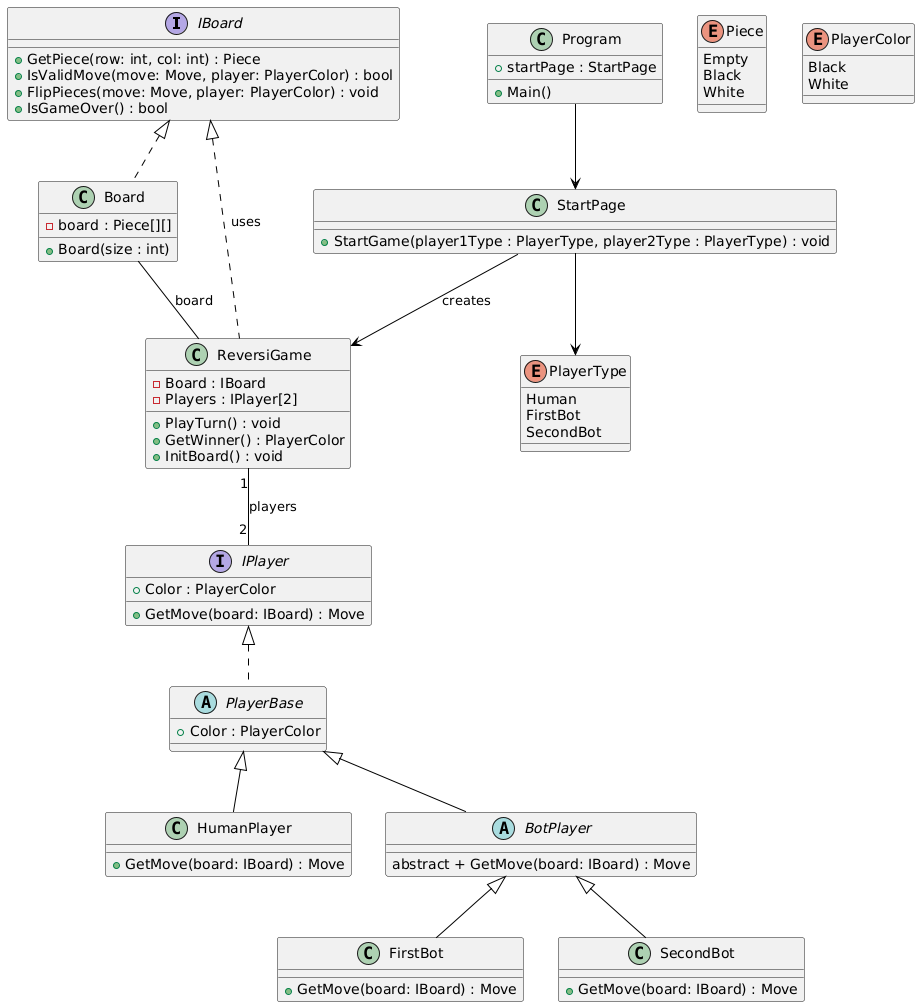 I IBoard
GetPiece(row: int, col: int) : Piece
IsValidMove(move: Move, player: PlayerColor) : bool
FlipPieces(move: Move, player: PlayerColor) : void
IsGameOver() : bool
C Program
startPage : StartPage
Main()
E Piece
Empty
Black
White
E PlayerColor
Black
White
C Board
board : Piece[][]
Board(size : int)
uses
C StartPage
StartGame(player1Type : PlayerType, player2Type : PlayerType) : void
board
creates
C ReversiGame
Board : IBoard
Players : IPlayer[2]
PlayTurn() : void
GetWinner() : PlayerColor
InitBoard() : void
E PlayerType
Human
FirstBot
SecondBot
1
players
2
I IPlayer
Color : PlayerColor
GetMove(board: IBoard) : Move
A PlayerBase
Color : PlayerColor
C HumanPlayer
GetMove(board: IBoard) : Move
A BotPlayer
abstract + GetMove(board: IBoard) : Move
C FirstBot
GetMove(board: IBoard) : Move
C SecondBot
GetMove(board: IBoard) : Move